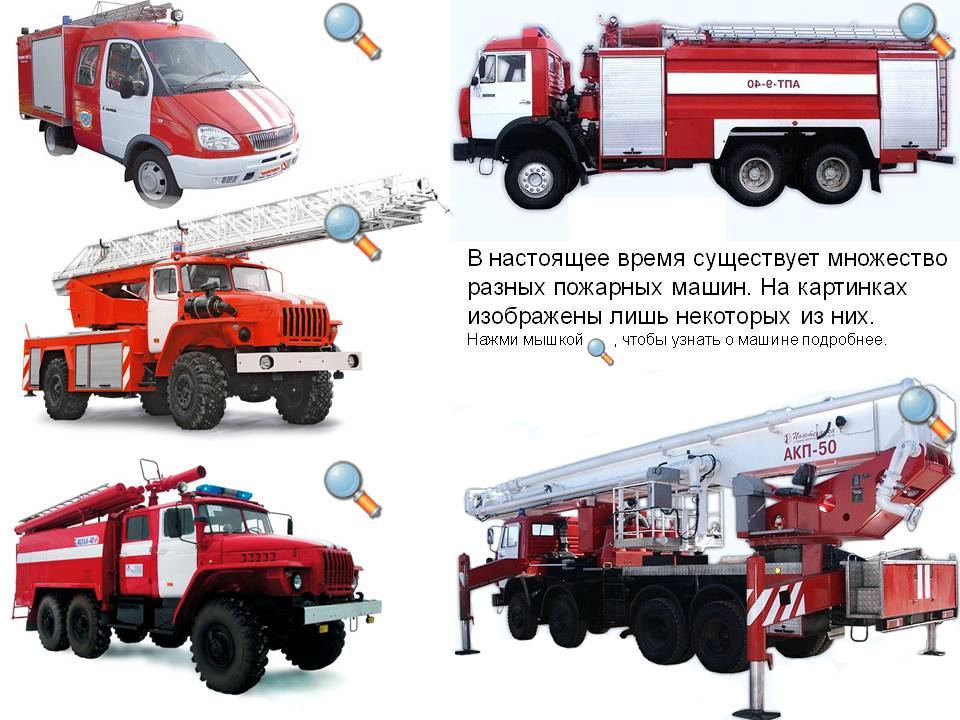 АПТ-9-40
В настоящее время существует множество
разных пожарных машин. На картинках
изображены лишь некоторых из них.
Нажми мышкой , чтобы узнать о машине подробнее.
АКП-50